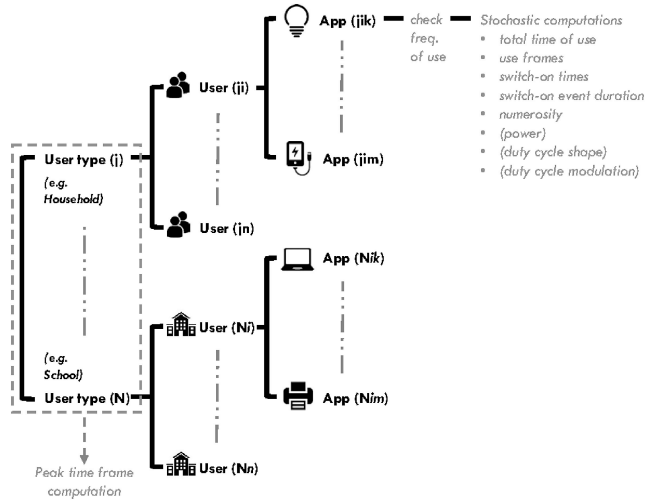 App (jik)
check
freq.
of use
Stochastic computations
• total time of use
• use frames
• switch-on times
• switch-on event duration
• numerosity
• (power)
• (duty cycle shape)
• (duty cycle modulation)
User (ji)
User type (j)
(e.g.
Household)
App (jim)
User (jn)
App (Nik)
User (Ni)
(e.g.
School)
User type (N)
App (Nim)
User (Nn)
Peak time frame
computation